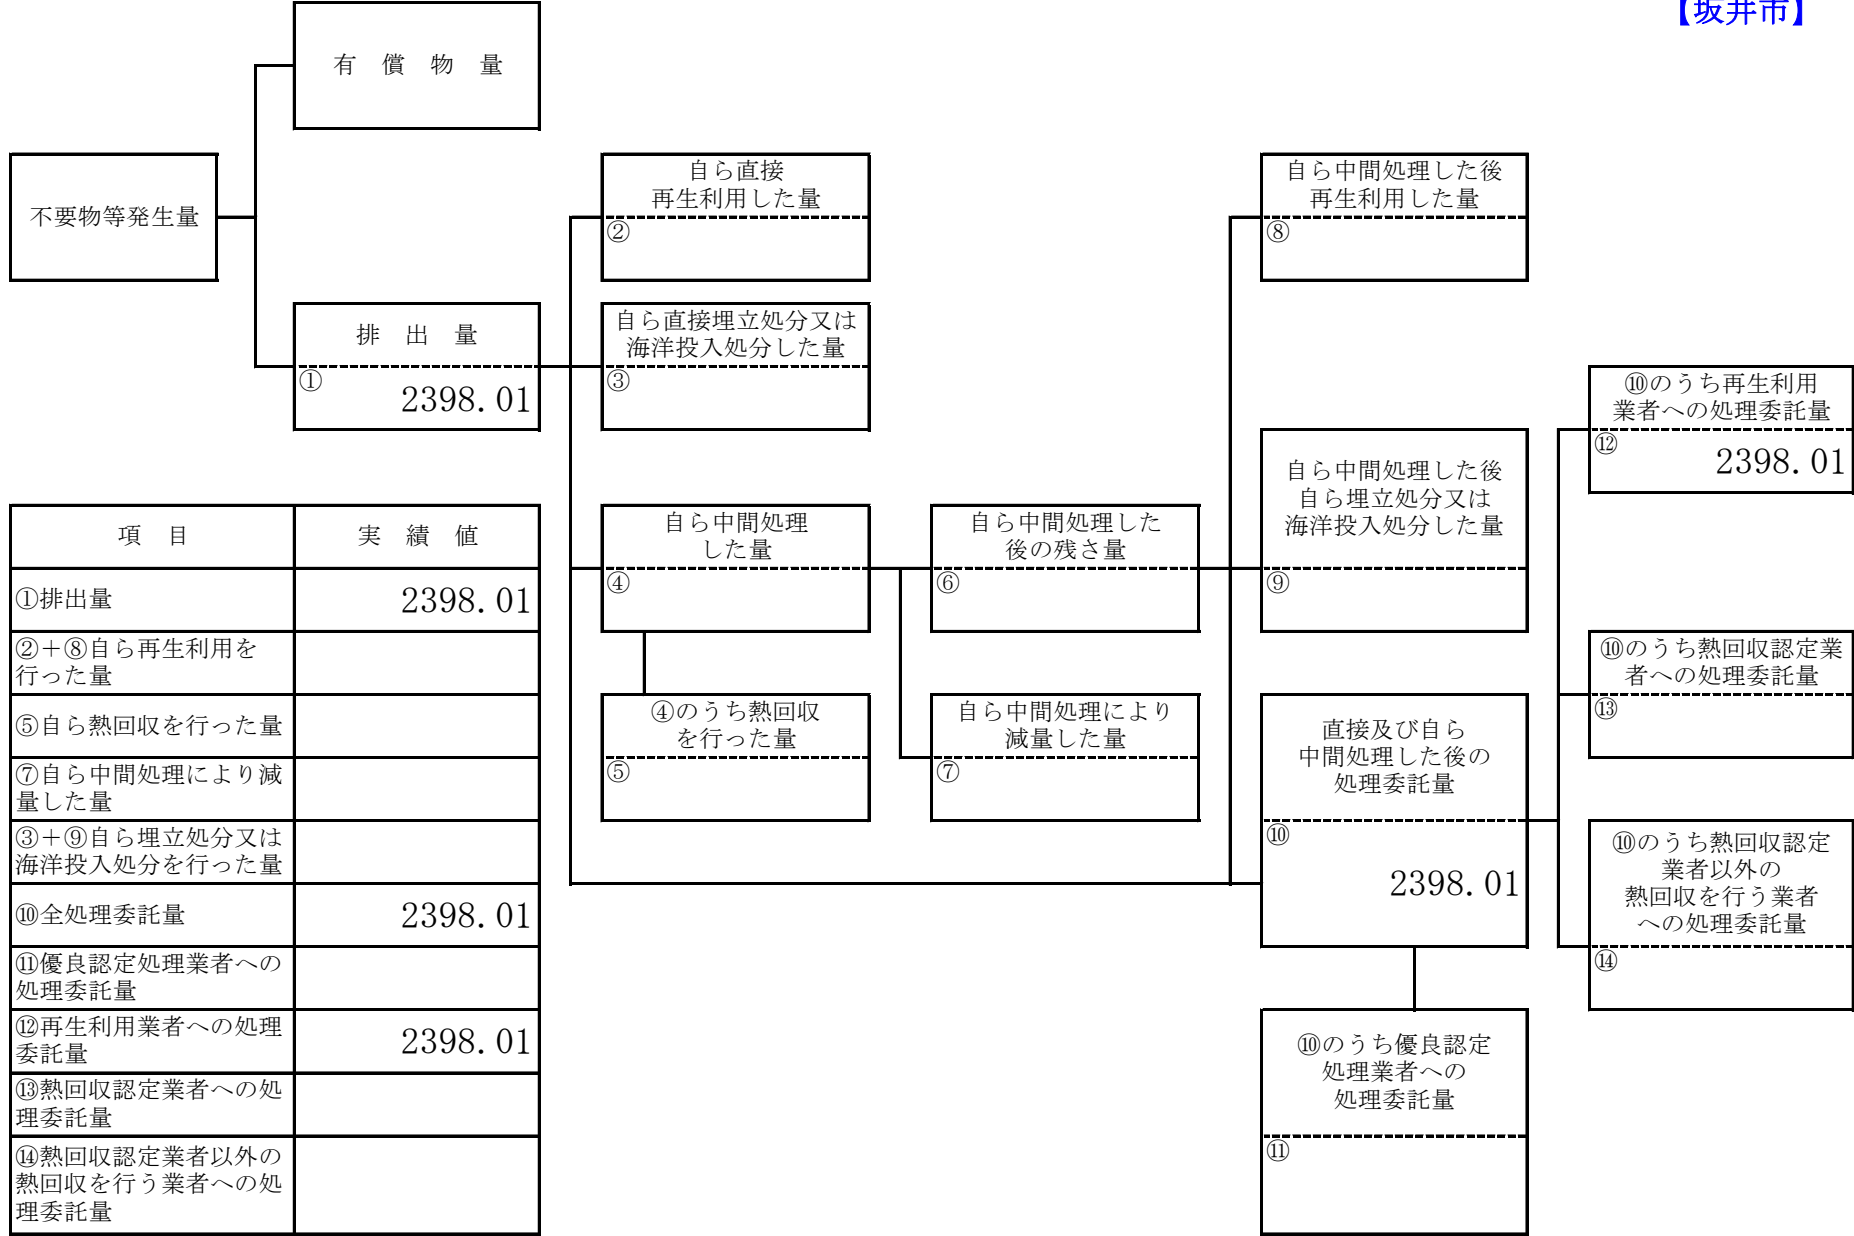 【坂井市】
有 償 物 量
不要物等発生量
排 出 量
①
2398.01
自ら直接
再生利用した量
②
自ら直接埋立処分又は
海洋投入処分した量
③
自ら中間処理した後
再生利用した量
⑧
自ら中間処理
した量
④
自ら中間処理した
後の残さ量
⑥
自ら中間処理した後
自ら埋立処分又は
海洋投入処分した量
⑨
④のうち熱回収
を行った量
⑤
自ら中間処理により
減量した量
⑦
直接及び自ら
中間処理した後の
処理委託量
⑩
2398.01
⑩のうち再生利用
業者への処理委託量
⑫
2398.01
⑩のうち熱回収認定業
者への処理委託量
⑬
⑩のうち熱回収認定
業者以外の
熱回収を行う業者
への処理委託量
⑭
⑩のうち優良認定
処理業者への
処理委託量
⑪
項 目
実 績 値
①排出量
2398.01
②＋⑧自ら再生利用を
行った量
⑤自ら熱回収を行った量
⑦自ら中間処理により減
量した量
③＋⑨自ら埋立処分又は
海洋投入処分を行った量
⑩全処理委託量
2398.01
⑪優良認定処理業者への
処理委託量
⑫再生利用業者への処理
委託量
2398.01
⑬熱回収認定業者への処
理委託量
⑭熱回収認定業者以外の
熱回収を行う業者への処
理委託量